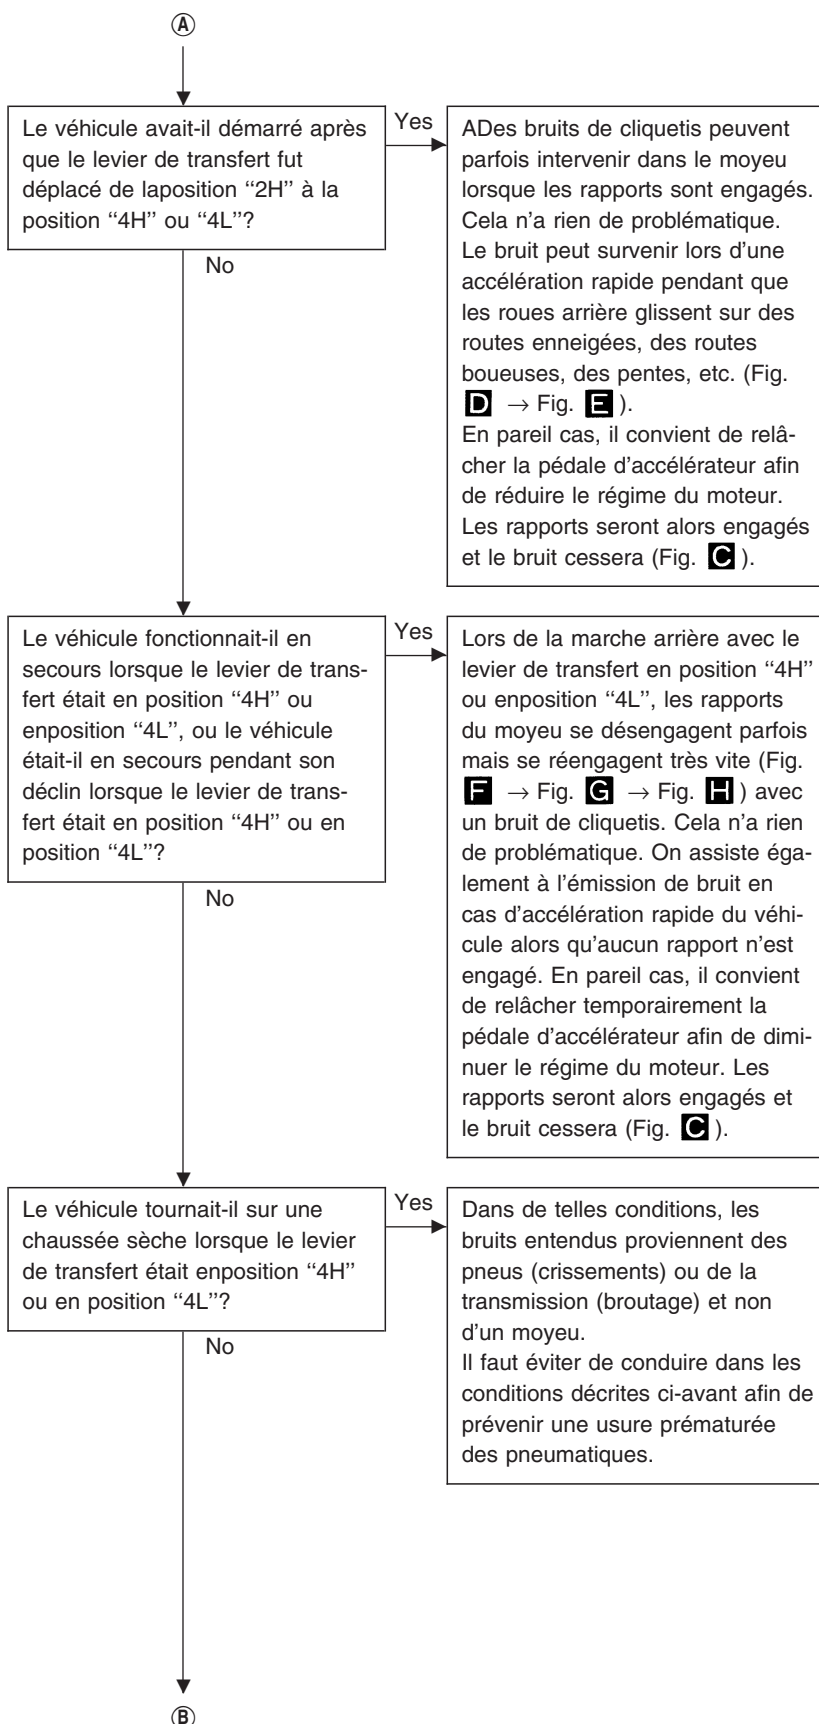 Ⓐ
Le véhicule avait-il démarré après
que le levier de transfert fut
déplacé de laposition ‘‘2H’’ à la
position ‘‘4H’’ ou ‘‘4L’’?
Yes
ADes bruits de cliquetis peuvent
parfois intervenir dans le moyeu
lorsque les rapports sont engagés.
Cela n’a rien de problématique.
Le bruit peut survenir lors d’une
accélération rapide pendant que
les roues arrière glissent sur des
routes enneigées, des routes
boueuses, des pentes, etc. (Fig.
D → Fig. E ).
En pareil cas, il convient de relâ-
cher la pédale d’accélérateur afin
de réduire le régime du moteur.
Les rapports seront alors engagés
et le bruit cessera (Fig. C ).
No
Le véhicule fonctionnait-il en
secours lorsque le levier de trans-
fert était en position ‘‘4H’’ ou
enposition ‘‘4L’’, ou le véhicule
était-il en secours pendant son
déclin lorsque le levier de trans-
fert était en position ‘‘4H’’ ou en
position ‘‘4L’’?
Yes
Lors de la marche arrière avec le
levier de transfert en position ‘‘4H’’
ou enposition ‘‘4L’’, les rapports
du moyeu se désengagent parfois
mais se réengagent très vite (Fig.
F → Fig. G → Fig. H ) avec
un bruit de cliquetis. Cela n’a rien
de problématique. On assiste éga-
lement à l’émission de bruit en
cas d’accélération rapide du véhi-
cule alors qu’aucun rapport n’est
engagé. En pareil cas, il convient
de relâcher temporairement la
pédale d’accélérateur afin de dimi-
nuer le régime du moteur. Les
rapports seront alors engagés et
le bruit cessera (Fig. C ).
No
Le véhicule tournait-il sur une
chaussée sèche lorsque le levier
de transfert était enposition ‘‘4H’’
ou en position ‘‘4L’’?
Yes
Dans de telles conditions, les
bruits entendus proviennent des
pneus (crissements) ou de la
transmission (broutage) et non
d’un moyeu.
Il faut éviter de conduire dans les
conditions décrites ci-avant afin de
prévenir une usure prématurée
des pneumatiques.
No
Ⓑ